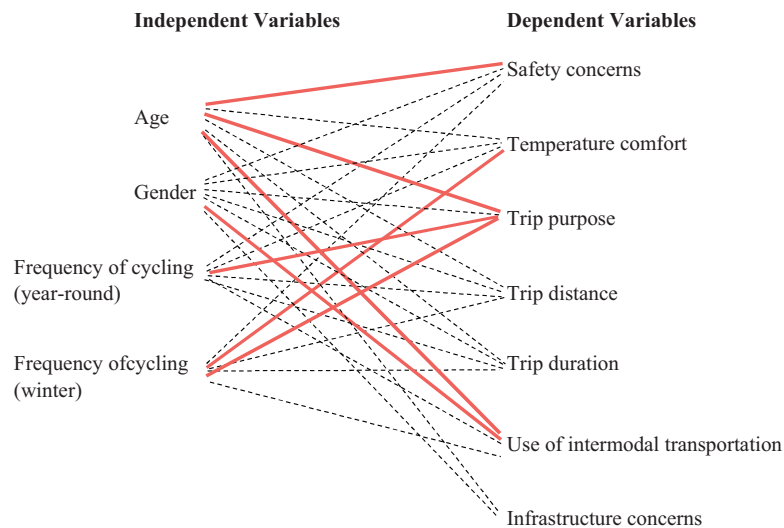 Independent Variables
Dependent Variables
Age
Gender
Frequency of cycling
(year-round)
Frequency ofcycling
(winter)
Safety concerns
Temperature comfort
Trip purpose
Trip distance
Trip duration
Use of intermodal transportation
Infrastructure concerns